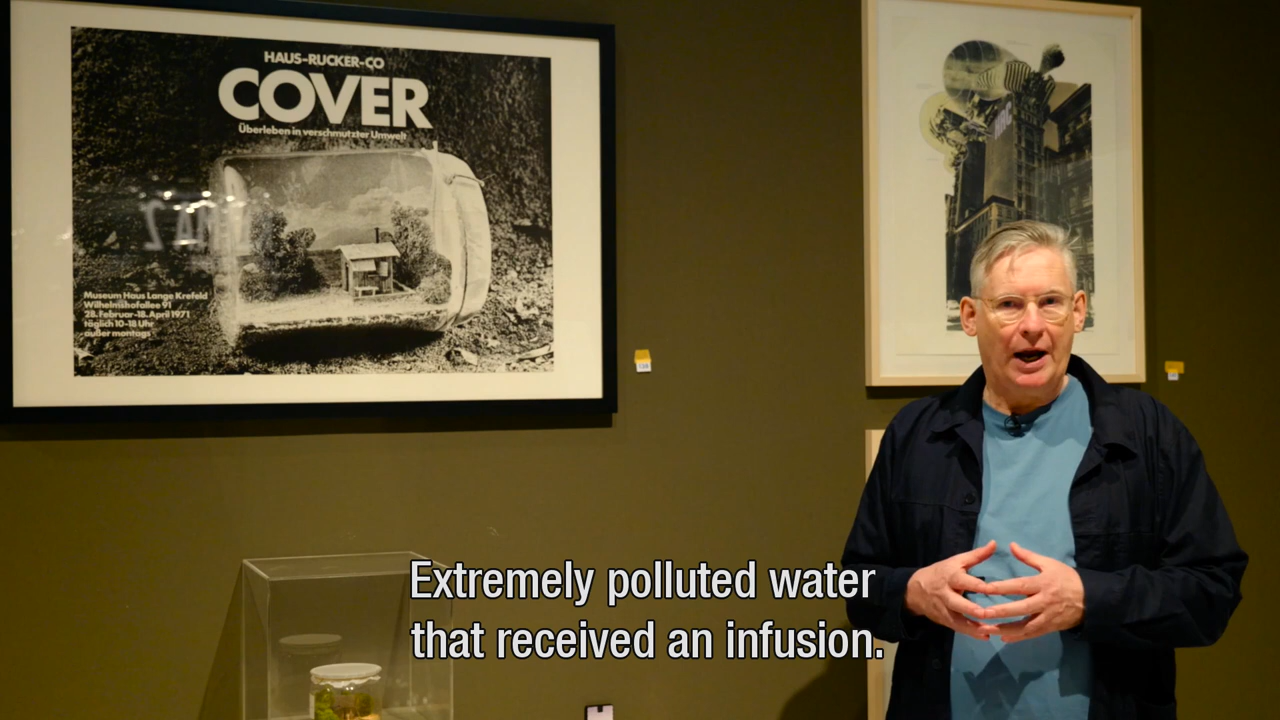 HAUS-RUCKER-CO
COVER
Überleben in verschmutzter Umwelt
Museum Haus Lange Krefeld
Wilhelmshofallee 91
28. Februar-18. April 1971
täglich 10-18 Uhr
außer montags
Extremely polluted water
that received an infusion.